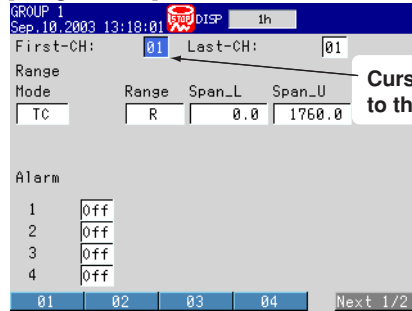 GROUP 1
Sep.10.2003 13:18:01 STOP DISP 1h
First-CH: 01 Last-CH: 01
Range
Mode Range Span_L Span_U
TC R 0.0 1760.0
Curs
to th
Alarm
1 Off
2 Off
3 Off
4 Off
01 02 03 04 Next 1/2